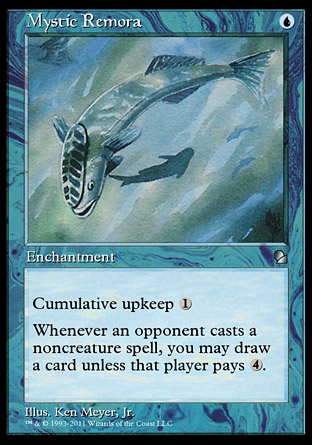 Mystic Remora
Enchantment
Cumulative upkeep 1
Whenever an opponent casts a
noncreature spell, you may draw
a card unless that player pays 4.
Illus. Ken Meyer, Jr.
™ & © 1993-2011 Wizards of the Coast LLC